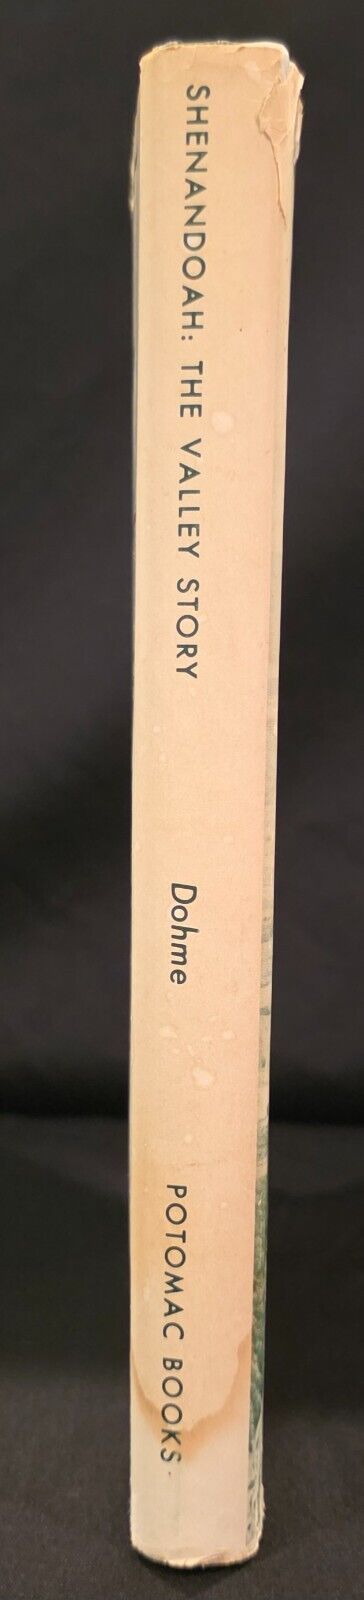 SHENANDOAH: THE VALLEY STORY
Dohme
POTOMAC BOOKS